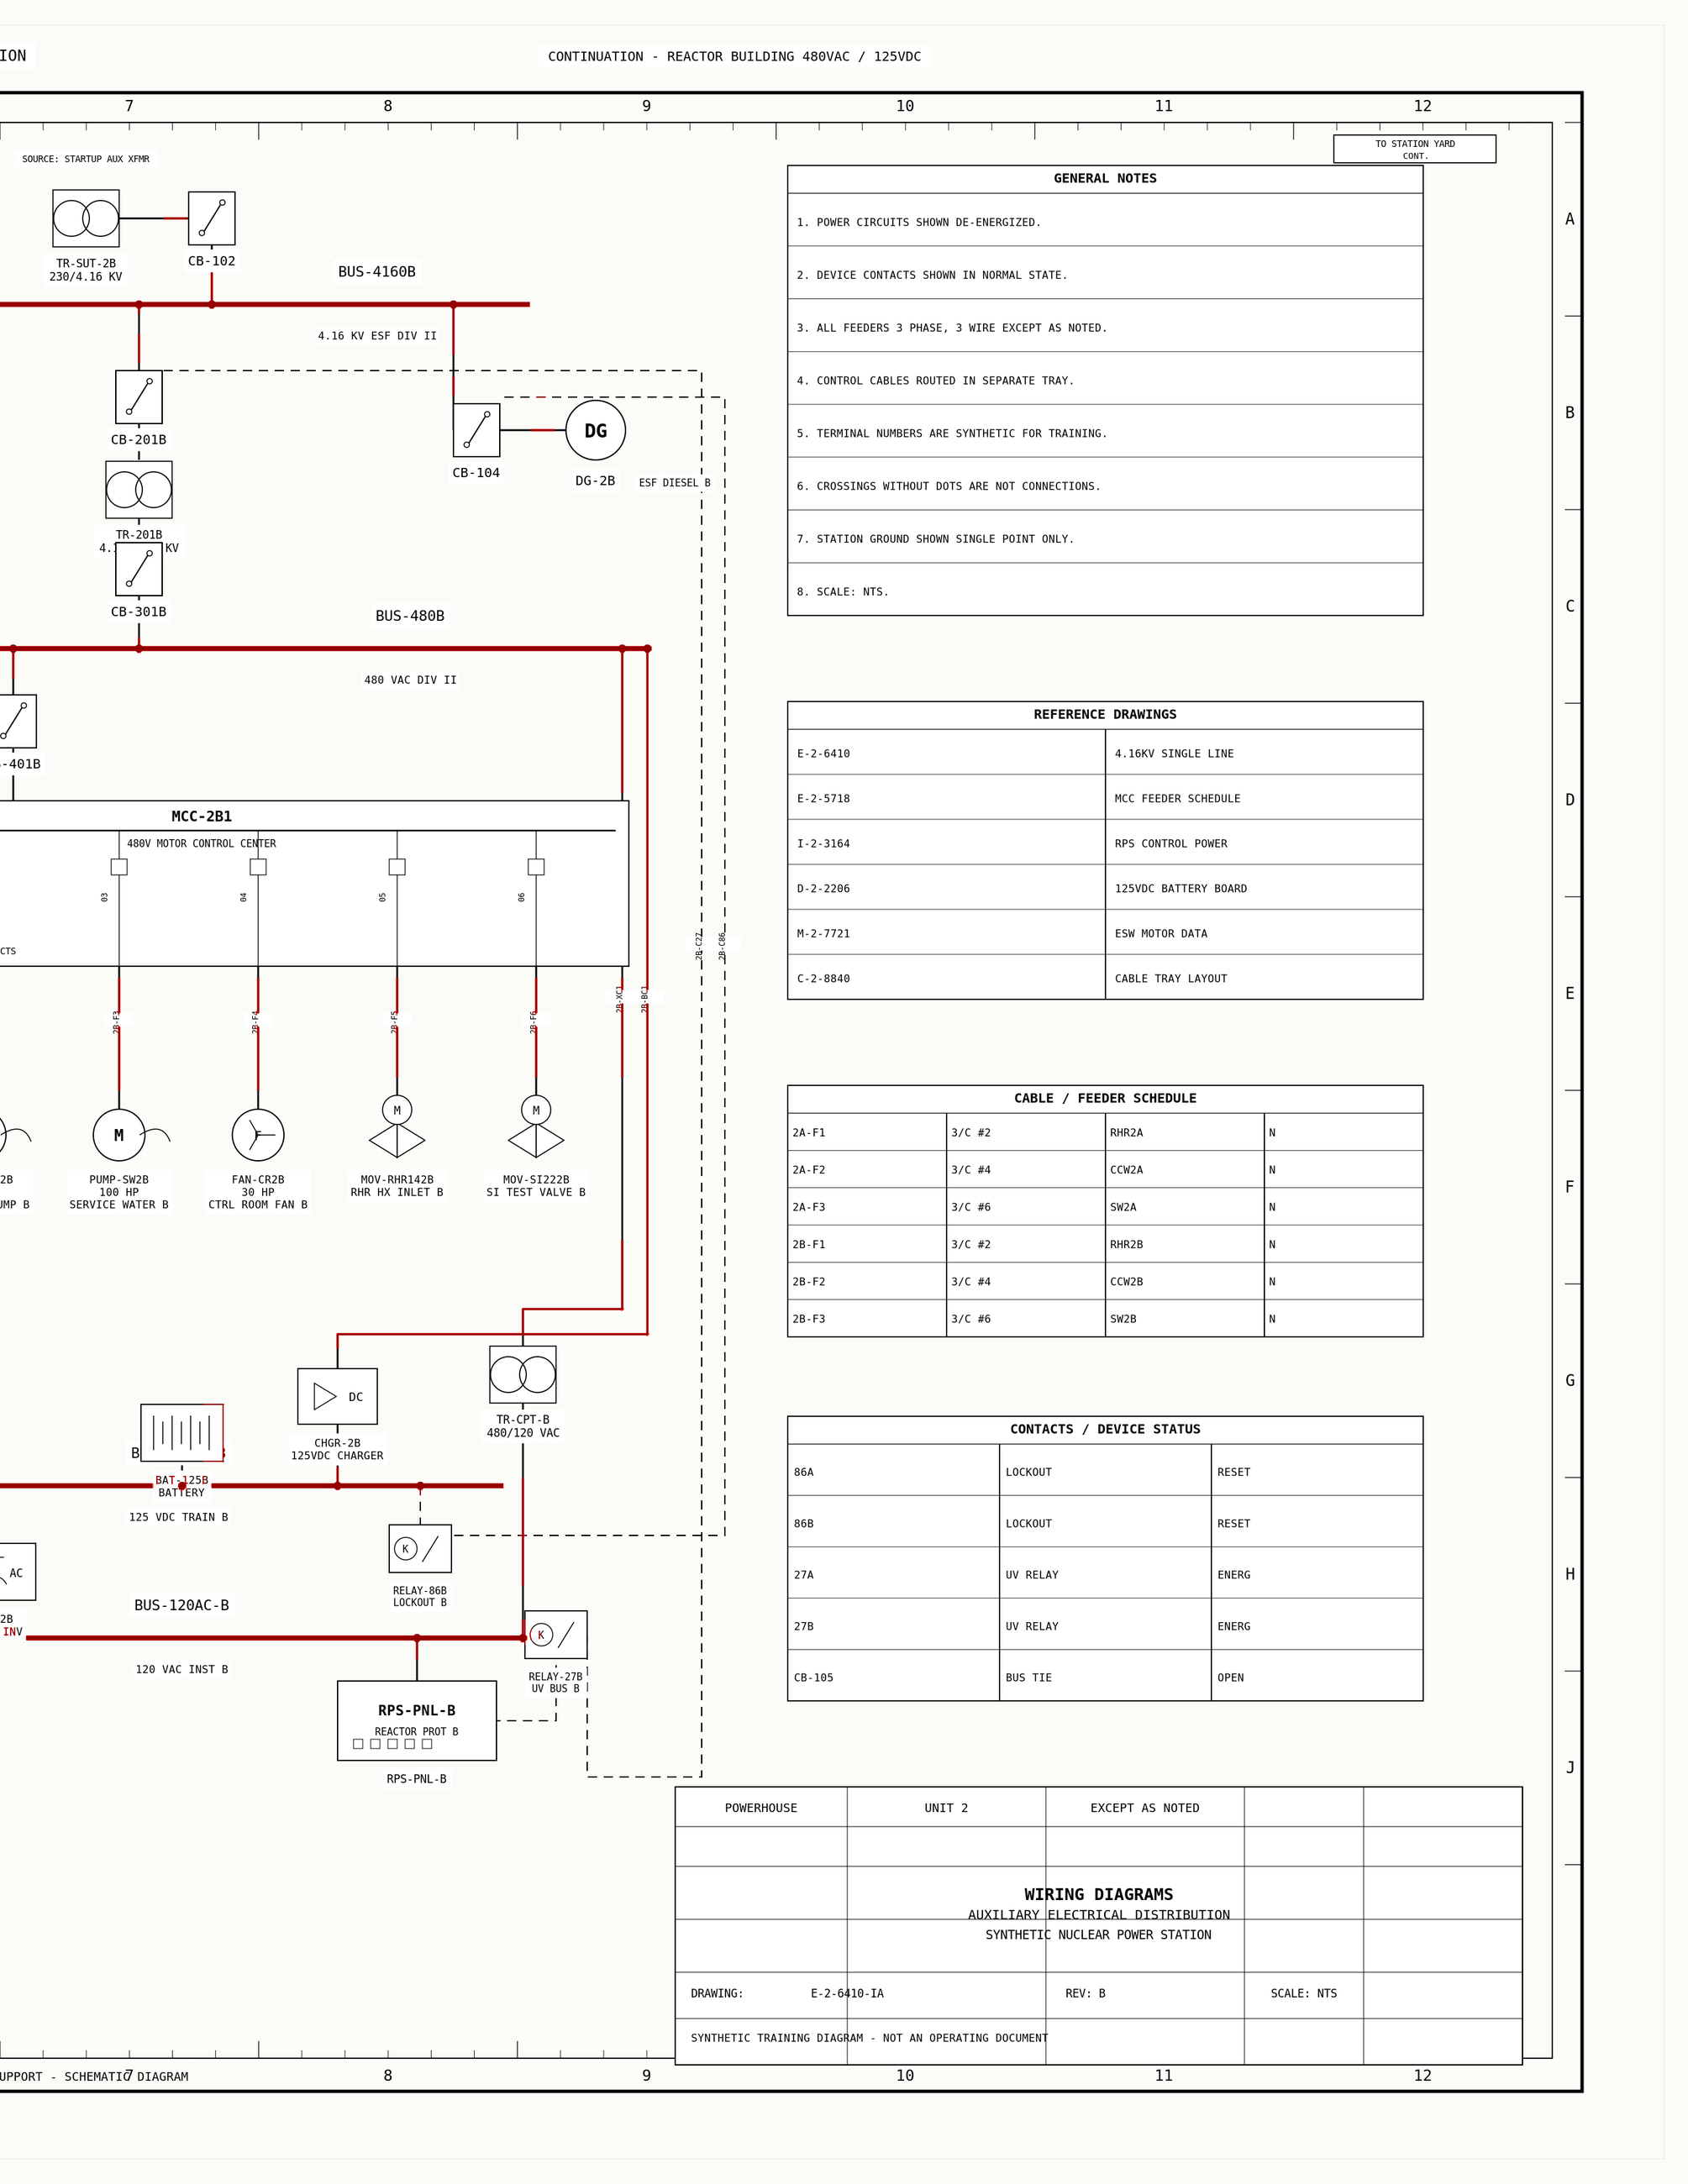 ION
CONTINUATION - REACTOR BUILDING 480VAC / 125VDC
7 8 9 10 11 12
SOURCE: STARTUP AUX XFMR
TO STATION YARD
CONT.
TR-SUT-2B
230/4.16 KV
CB-102
BUS-4160B
4.16 KV ESF DIV II
CB-201B
CB-104
DG
DG-2B
ESF DIESEL B
TR-201B
KV
CB-301B
BUS-480B
480 VAC DIV II
-401B
MCC-2B1
480V MOTOR CONTROL CENTER
03
04
05
06
CTS
2B-F3
2B-F4
2B-F5
2B-F6
2B-XC1
2B-BC1
2B-C27
2B-C86
M
F
M
M
2B
UMP B
PUMP-SW2B
100 HP
SERVICE WATER B
FAN-CR2B
30 HP
CTRL ROOM FAN B
MOV-RHR142B
RHR HX INLET B
MOV-SI222B
SI TEST VALVE B
DC
CHGR-2B
125VDC CHARGER
TR-CPT-B
480/120 VAC
BAT-125B
BATTERY
125 VDC TRAIN B
K
RELAY-86B
LOCKOUT B
AC
2B
INV
BUS-120AC-B
120 VAC INST B
K
RELAY-27B
UV BUS B
RPS-PNL-B
REACTOR PROT B
RPS-PNL-B
GENERAL NOTES
1. POWER CIRCUITS SHOWN DE-ENERGIZED.
2. DEVICE CONTACTS SHOWN IN NORMAL STATE.
3. ALL FEEDERS 3 PHASE, 3 WIRE EXCEPT AS NOTED.
4. CONTROL CABLES ROUTED IN SEPARATE TRAY.
5. TERMINAL NUMBERS ARE SYNTHETIC FOR TRAINING.
6. CROSSINGS WITHOUT DOTS ARE NOT CONNECTIONS.
7. STATION GROUND SHOWN SINGLE POINT ONLY.
8. SCALE: NTS.
REFERENCE DRAWINGS
E-2-6410 4.16KV SINGLE LINE
E-2-5718 MCC FEEDER SCHEDULE
I-2-3164 RPS CONTROL POWER
D-2-2206 125VDC BATTERY BOARD
M-2-7721 ESW MOTOR DATA
C-2-8840 CABLE TRAY LAYOUT
CABLE / FEEDER SCHEDULE
2A-F1 3/C #2 RHR2A N
2A-F2 3/C #4 CCW2A N
2A-F3 3/C #6 SW2A N
2B-F1 3/C #2 RHR2B N
2B-F2 3/C #4 CCW2B N
2B-F3 3/C #6 SW2B N
CONTACTS / DEVICE STATUS
86A LOCKOUT RESET
86B LOCKOUT RESET
27A UV RELAY ENERG
27B UV RELAY ENERG
CB-105 BUS TIE OPEN
A
B
C
D
E
F
G
H
J
POWERHOUSE UNIT 2 EXCEPT AS NOTED
WIRING DIAGRAMS
AUXILIARY ELECTRICAL DISTRIBUTION
SYNTHETIC NUCLEAR POWER STATION
DRAWING: E-2-6410-IA REV: B SCALE: NTS
SYNTHETIC TRAINING DIAGRAM - NOT AN OPERATING DOCUMENT
UPPORT - SCHEMATIC DIAGRAM
7 8 9 10 11 12